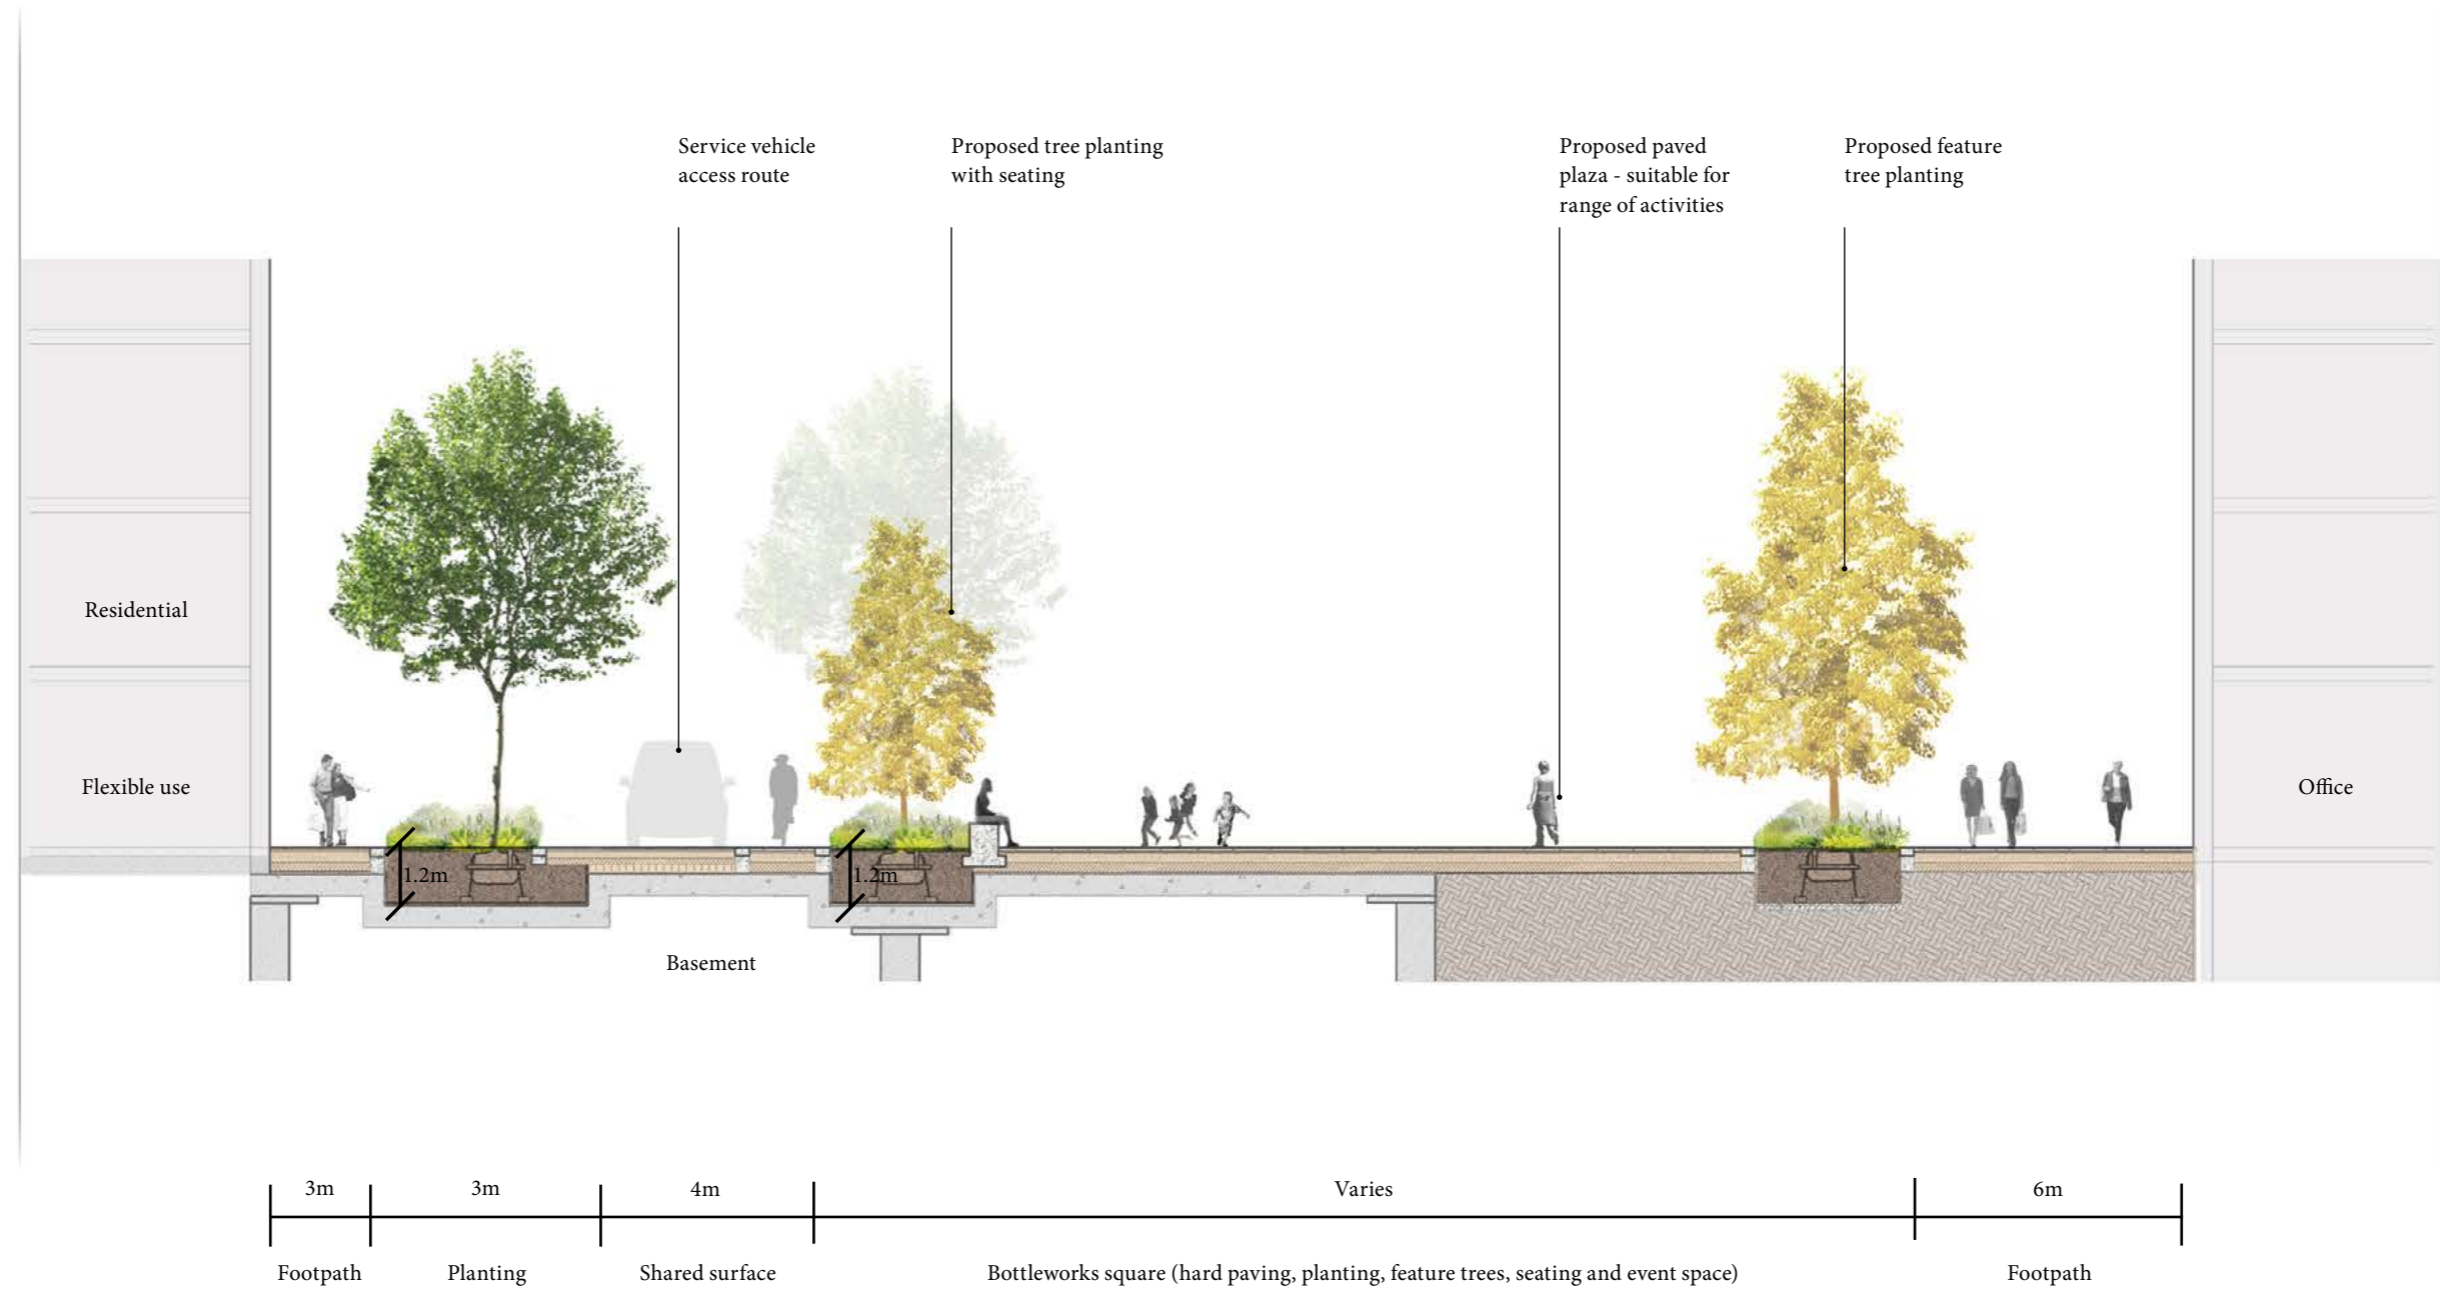 Service vehicle
access route
Proposed tree planting
with seating
Proposed paved
plaza - suitable for
range of activities
Proposed feature
tree planting
Residential
Flexible use
Office
1.2m
1.2m
Basement
3m
3m
4m
Varies
6m
Footpath
Planting
Shared surface
Bottleworks square (hard paving, planting, feature trees, seating and event space)
Footpath